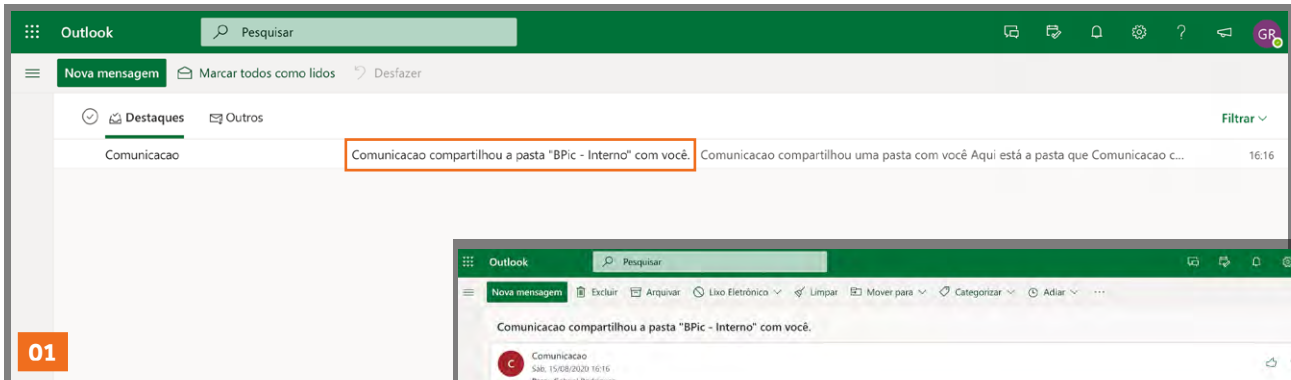 Outlook
Pesquisar
GR
Nova mensagem Marcar todos como lidos Desfazer
Destaques Outros Filtrar
Comunicacao Comunicacao compartilhou a pasta "BPic - Interno" com você. Comunicacao compartilhou uma pasta com você Aqui está a pasta que Comunicacao c... 16:16
Outlook
Pesquisar
Nova mensagem Excluir Arquivar Lixo Eletrônico Limpar Mover para Categorizar Adiar ...
Comunicacao compartilhou a pasta "BPic - Interno" com você.
01
C
Comunicacao
Sáb, 15/08/2020 16:16